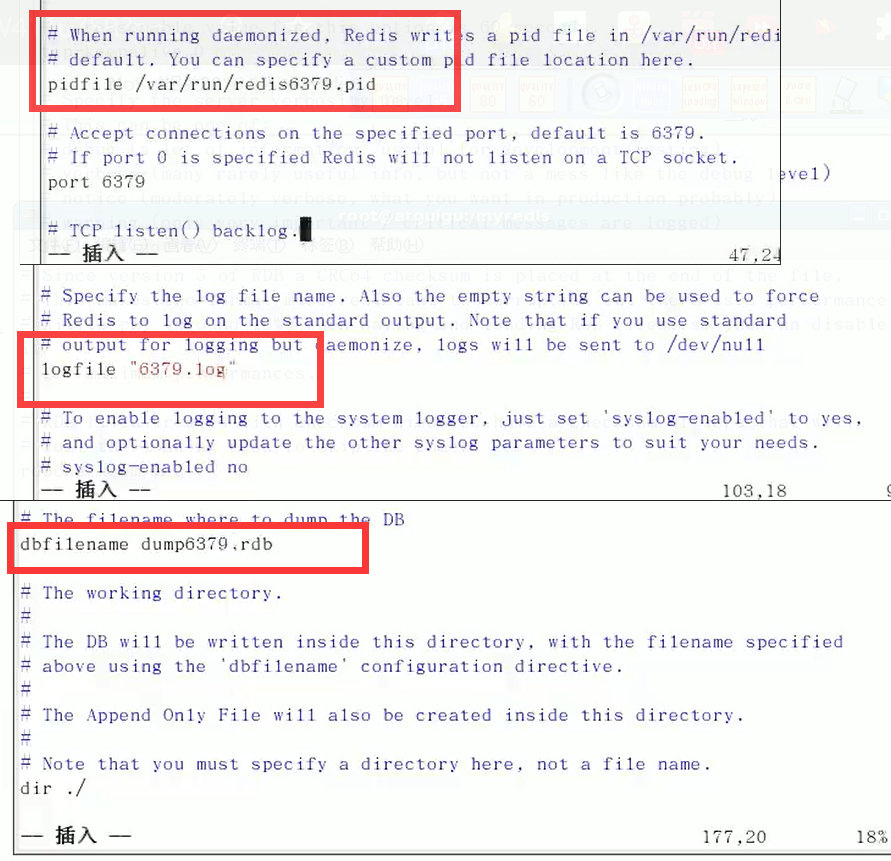 # When running daemonized, Redis writes a pid file in /var/run/redi
# default. You can specify a custom pid file location here.
pidfile /var/run/redis6379.pid
# Accept connections on the specified port, default is 6379.
# If port 0 is specified Redis will not listen on a TCP socket.
port 6379
evel)
root@atguigu:/myredis
# TCP listen() backlog.
-- 插入 --
47,24
# Specify the log file name. Also the empty string can be used to force
# Redis to log on the standard output. Note that if you use standard
# output for logging but daemonize, logs will be sent to /dev/null
logfile "6379.log"
# To enable logging to the system logger, just set 'syslog-enabled' to yes,
# and optionally update the other syslog parameters to suit your needs.
# syslog-enabled no
-- 插入 --
103,18
# The filename where to dump the DB
dbfilename dump6379.rdb
# The working directory.
#
# The DB will be written inside this directory, with the filename specified
# above using the 'dbfilename' configuration directive.
#
# The Append Only File will also be created inside this directory.
#
# Note that you must specify a directory here, not a file name.
dir ./
-- 插入 --
177,20
18%